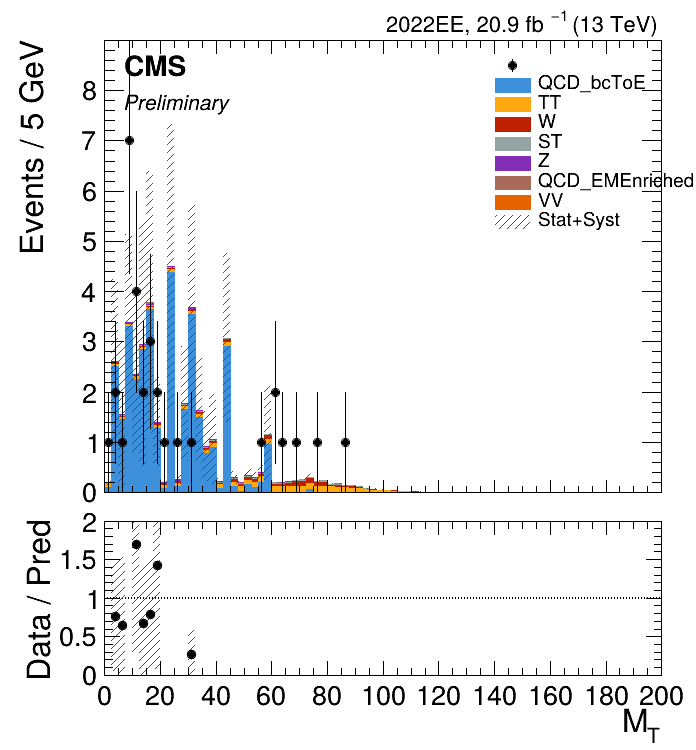 2022EE, 20.9 fb ⁻¹ (13 TeV)
Events / 5 GeV
CMS
Preliminary
QCD_bcToE
TT
W
ST
Z
QCD_EMEnriched
VV
Stat+Syst
8
7
6
5
4
3
2
1
0
Data / Pred
2
1.5
1
0.5
0
0 20 40 60 80 100 120 140 160 180 200
M_T